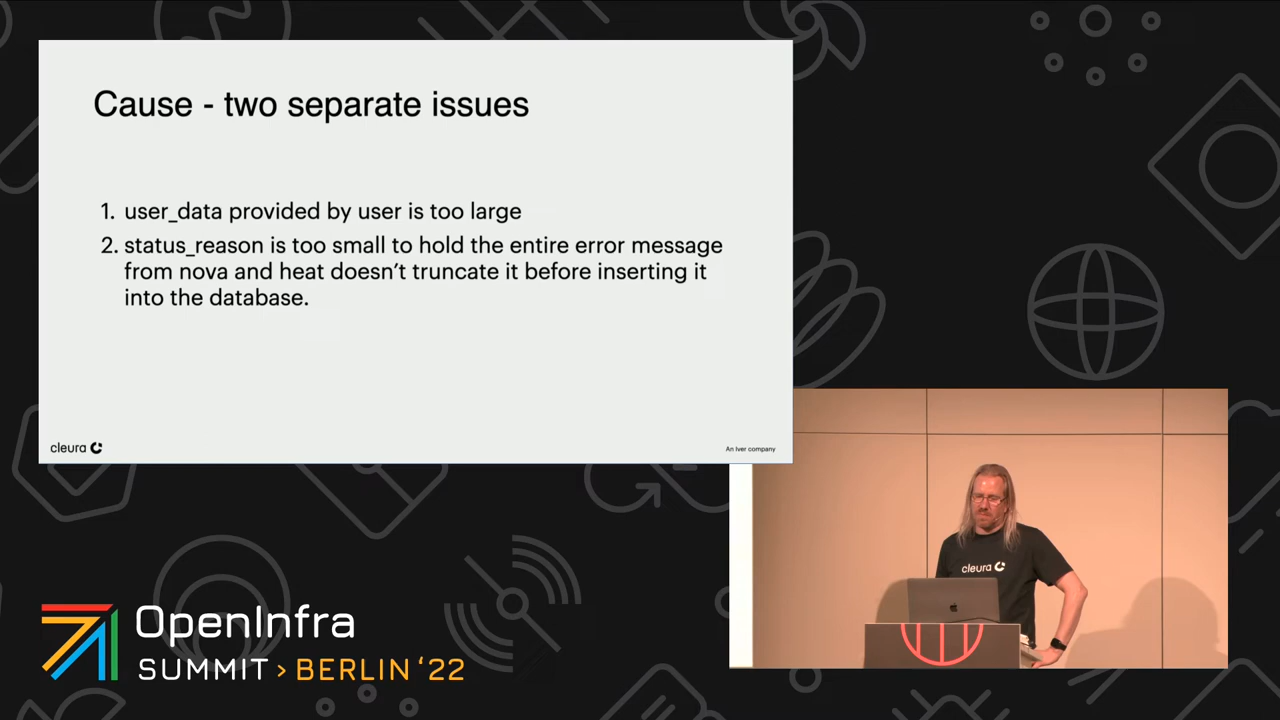 Cause - two separate issues
1. user_data provided by user is too large
2. status_reason is too small to hold the entire error message
from nova and heat doesn’t truncate it before inserting it
into the database.
cleura
An Iver company
cleura
OpenInfra
SUMMIT > BERLIN ‘22